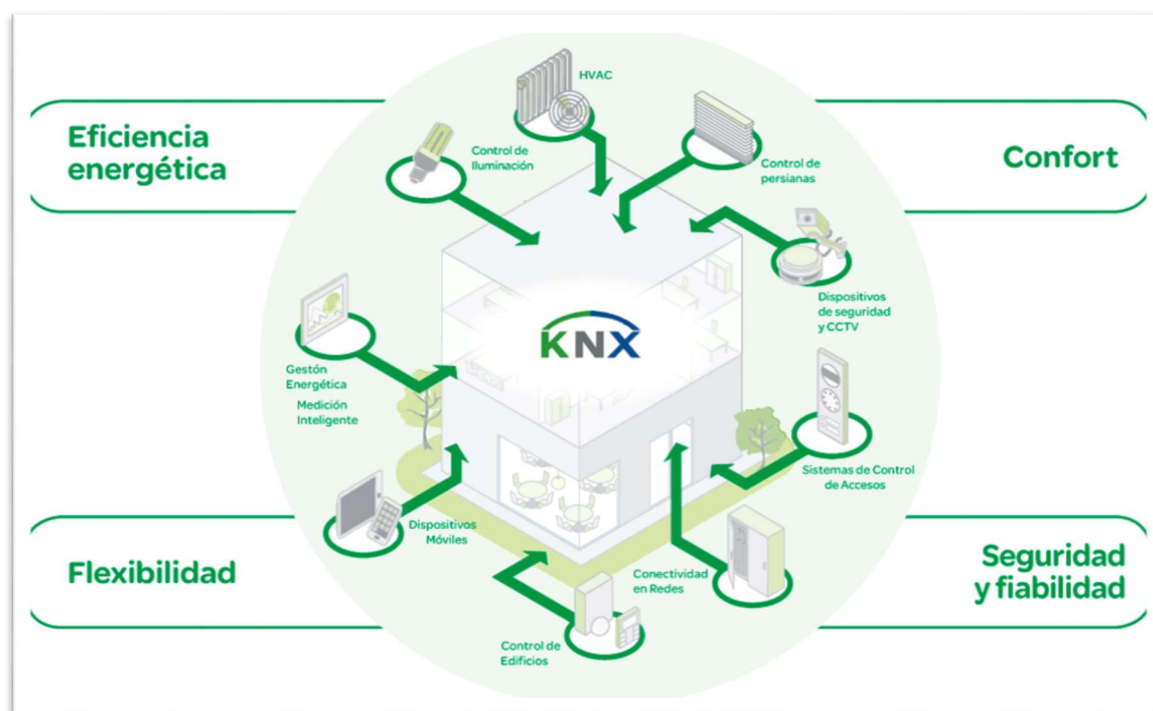 Eficiencia
energética
Confort
HVAC
Control de
Iluminación
Control de
persianas
Dispositivos
de seguridad
y CCTV
KNX
Gestón
Energética
Medición
Inteligente
Sistemas de Control
de Accesos
Dispositivos
Móviles
Conectividad
en Redes
Control de
Edificios
Flexibilidad
Seguridad
y fiabilidad